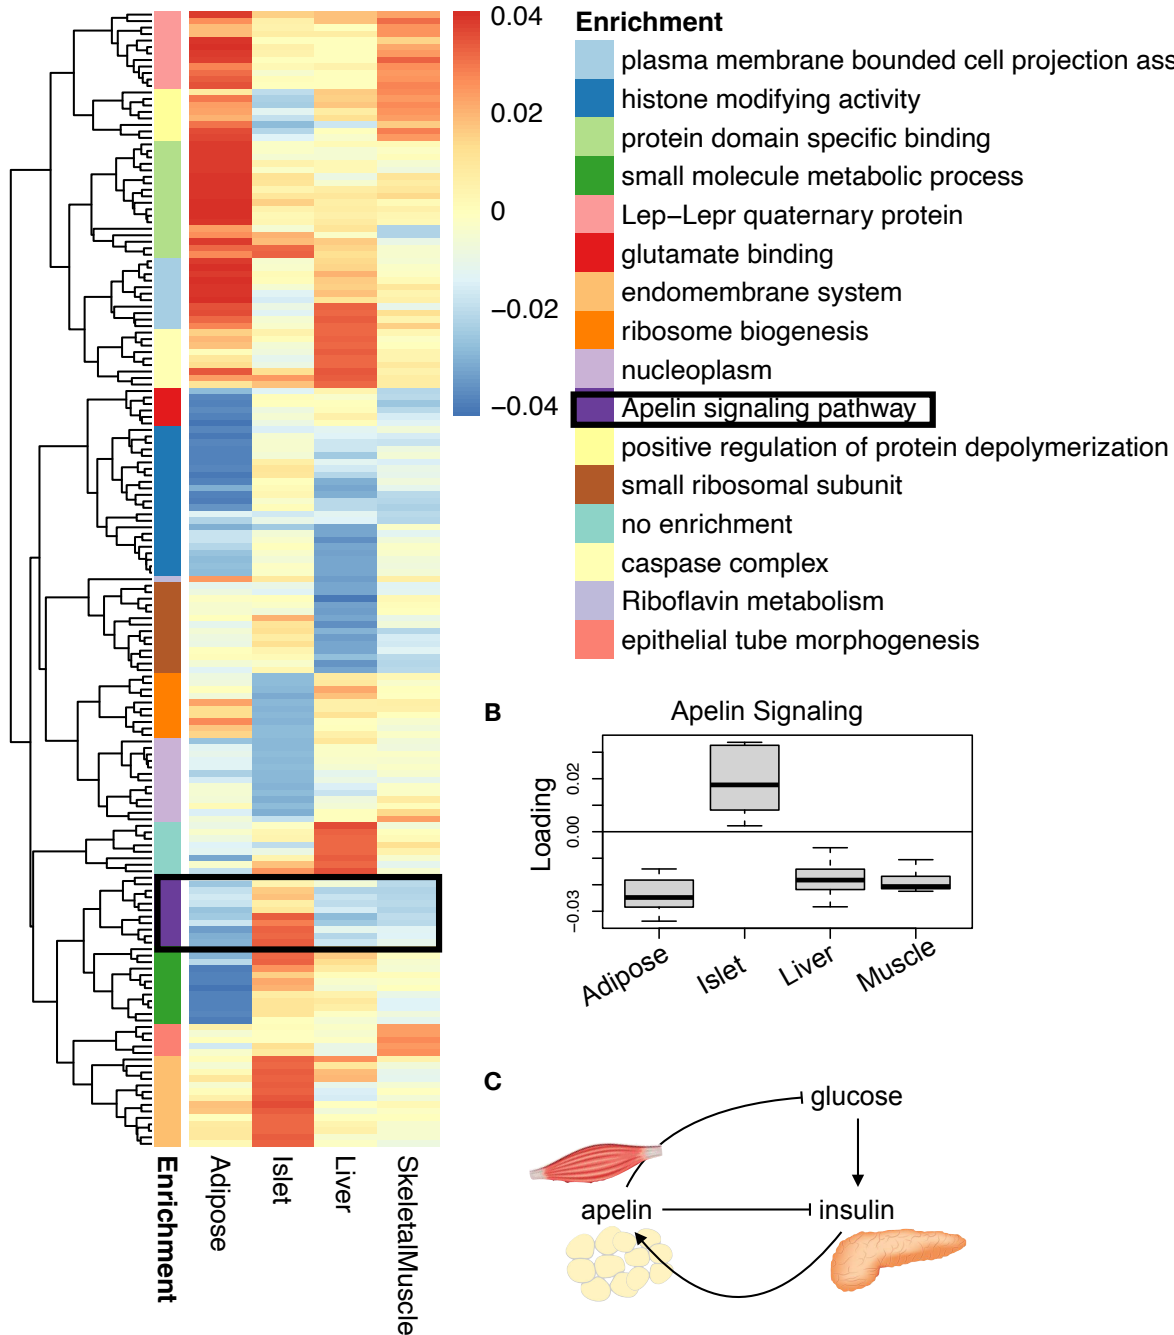 0.04
0.02
0
−0.02
−0.04
Enrichment
plasma membrane bounded cell projection ass
histone modifying activity
protein domain specific binding
small molecule metabolic process
Lep−Lepr quaternary protein
glutamate binding
endomembrane system
ribosome biogenesis
nucleoplasm
Apelin signaling pathway
positive regulation of protein depolymerization
small ribosomal subunit
no enrichment
caspase complex
Riboflavin metabolism
epithelial tube morphogenesis
Enrichment
Adipose
Islet
Liver
SkeletalMuscle
B
Apelin Signaling
Loading
0.02
0.00
−0.03
Adipose
Islet
Liver
Muscle
C
glucose
apelin
insulin